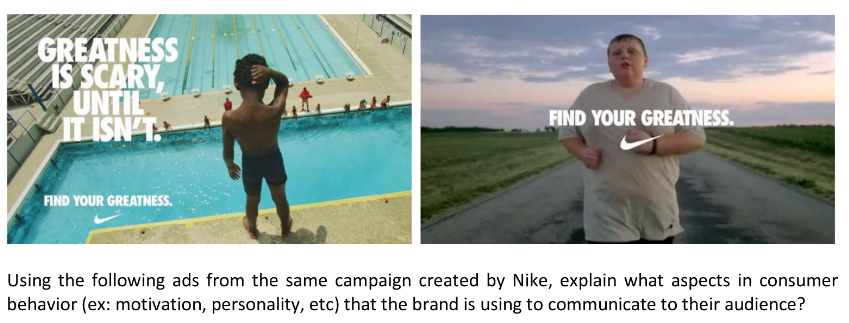 GREATNESS
IS SCARY,
UNTIL
IT ISN'T.
FIND YOUR GREATNESS.
FIND YOUR GREATNESS.
Using the following ads from the same campaign created by Nike, explain what aspects in consumer
behavior (ex: motivation, personality, etc) that the brand is using to communicate to their audience?